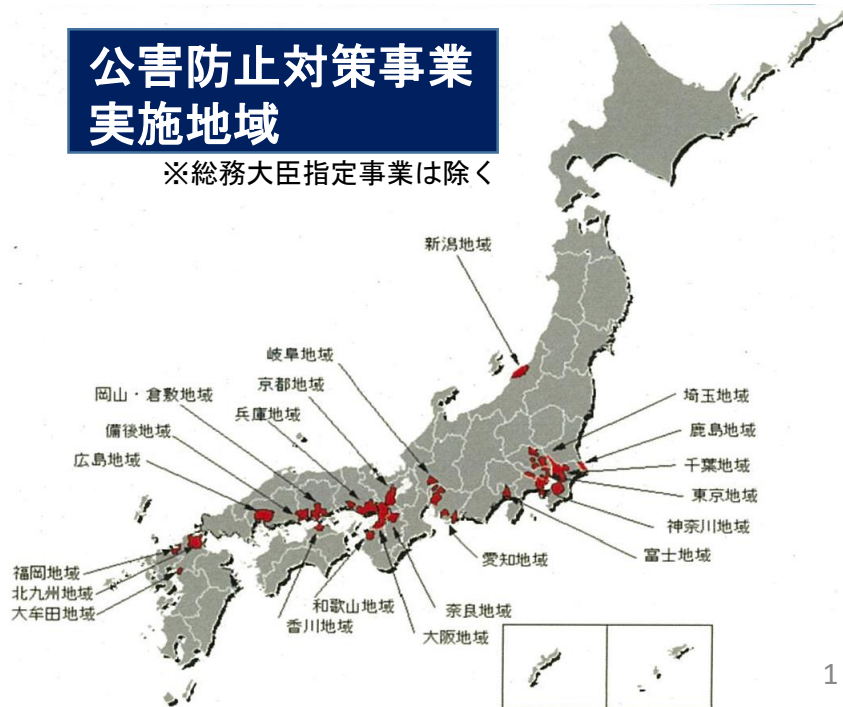 公害防止対策事業
実施地域
※総務大臣指定事業は除く
新潟地域
岐阜地域
京都地域
岡山・倉敷地域
兵庫地域
備後地域
広島地域
埼玉地域
鹿島地域
千葉地域
東京地域
神奈川地域
富士地域
愛知地域
福岡地域
北九州地域
大牟田地域
和歌山地域
奈良地域
香川地域
大阪地域
1